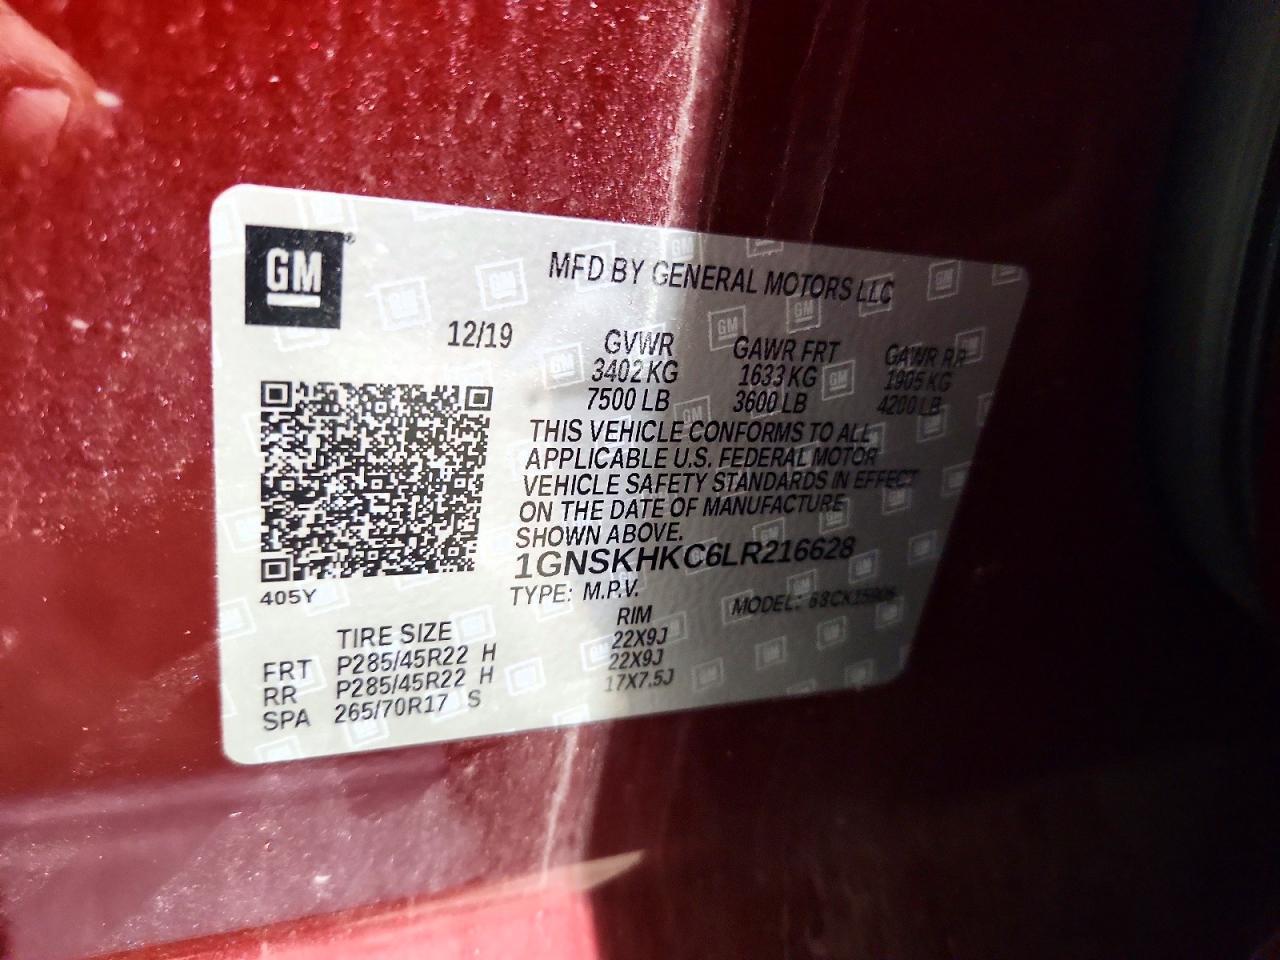 GM
MFD BY GENERAL MOTORS LLC
12/19
GVWR GAWR FRT GAWR RR
3402 KG 1633 KG 1905 KG
7500 LB 3600 LB 4200 LB
THIS VEHICLE CONFORMS TO ALL
APPLICABLE U.S. FEDERAL MOTOR
VEHICLE SAFETY STANDARDS IN EFFECT
ON THE DATE OF MANUFACTURE
SHOWN ABOVE.
1GNSKHKC6LR216628
405Y
TYPE: M.P.V. MODEL:
TIRE SIZE RIM
FRT P285/45R22 H 22X9J
RR P285/45R22 H 22X9J
SPA 265/70R17 S 17X7.5J